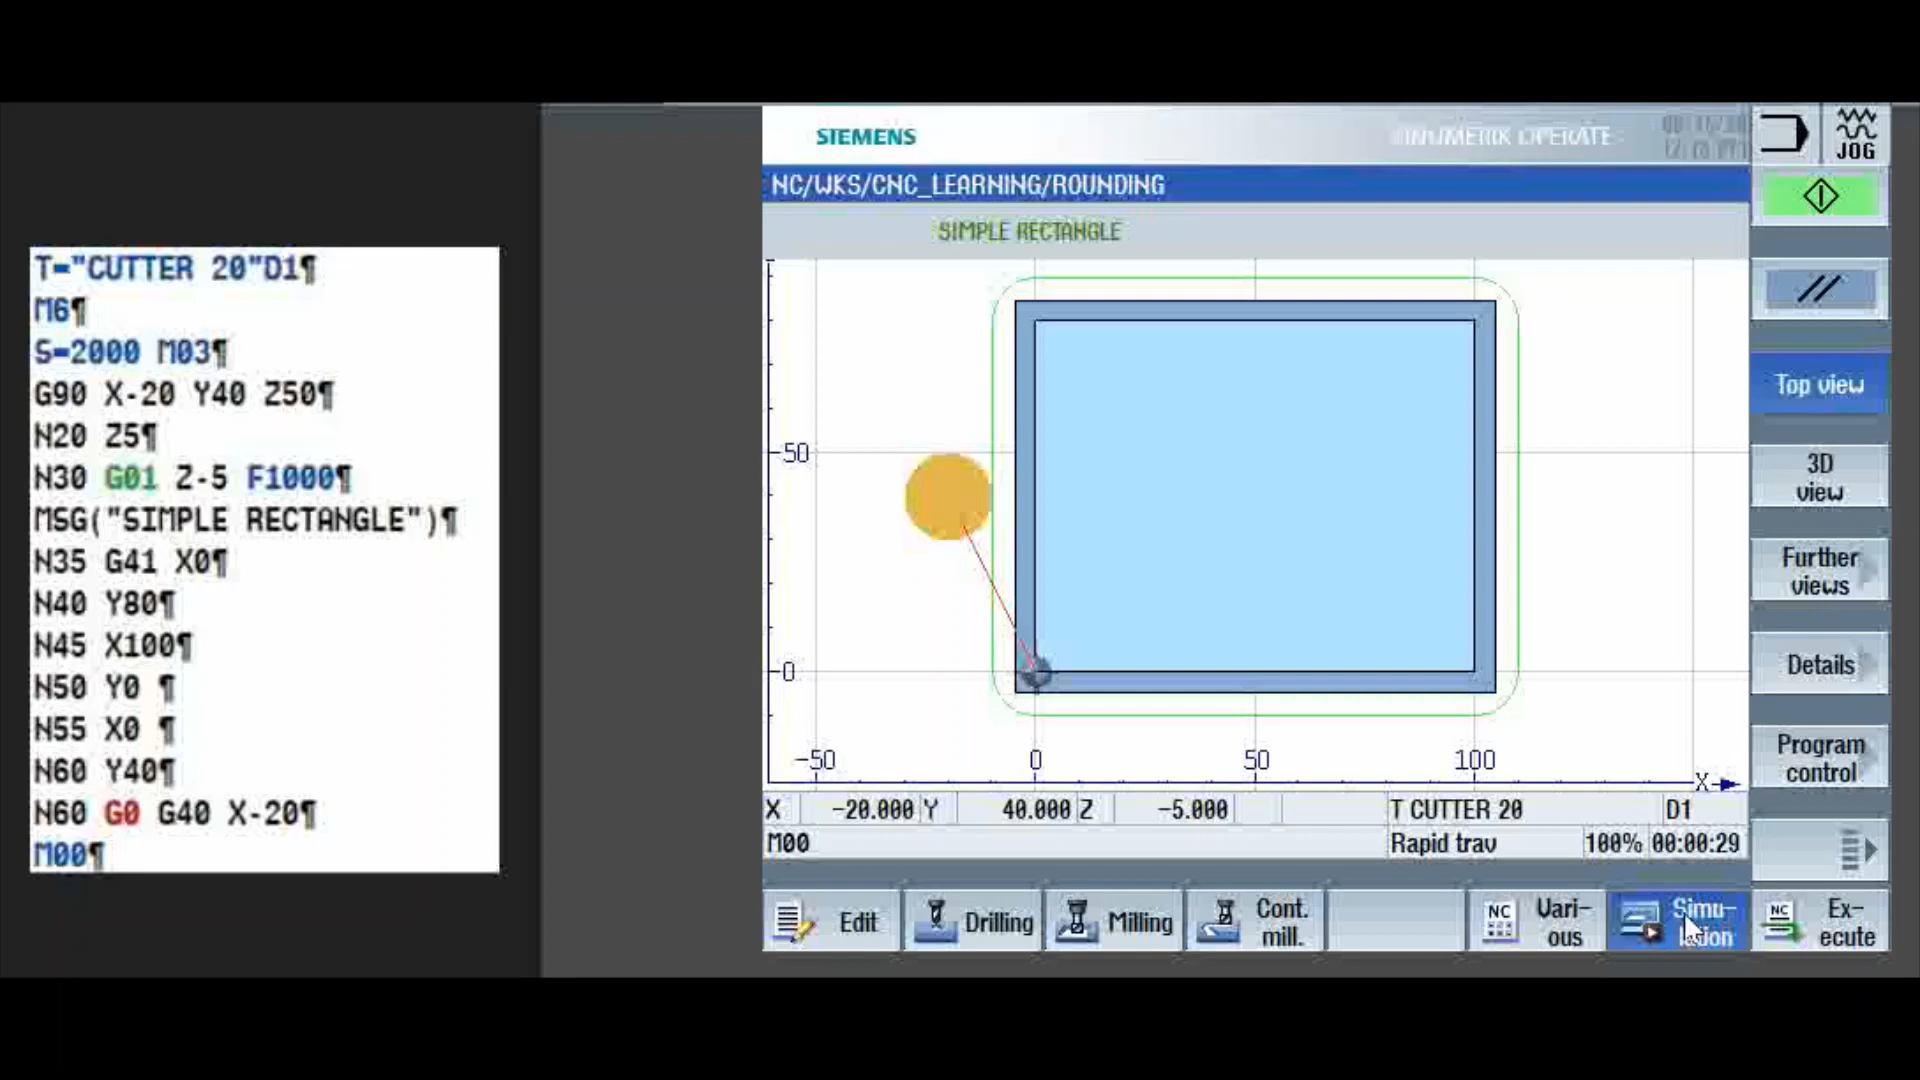 T="CUTTER 20"D1¶
M6¶
S=2000 M03¶
G90 X-20 Y40 Z50¶
N20 Z5¶
N30 G01 Z-5 F1000¶
MSG("SIMPLE RECTANGLE")¶
N35 G41 X0¶
N40 Y80¶
N45 X100¶
N50 Y0 ¶
N55 X0 ¶
N60 Y40¶
N60 G0 G40 X-20¶
M00¶
SIEMENS
SINUMERIK OPERATE
JOG
NC/WKS/CNC_LEARNING/ROUNDING
SIMPLE RECTANGLE
Top view
3D
view
Further
views
Details
Program
control
-50
-0
-50 0 50 100
X
X -20.000 Y 40.000 Z -5.000 T CUTTER 20 D1
M00 Rapid trav 100% 00:00:29
Edit
Drilling
Milling
Cont.
mill.
NC
Vari-
ous
Simu-
lation
NC
Ex-
ecute